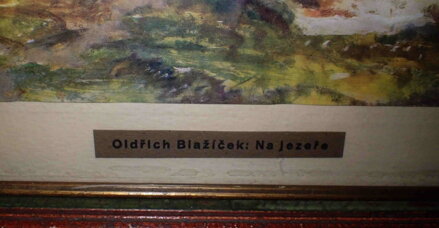 Oldřich Blažíček: Na jezeře